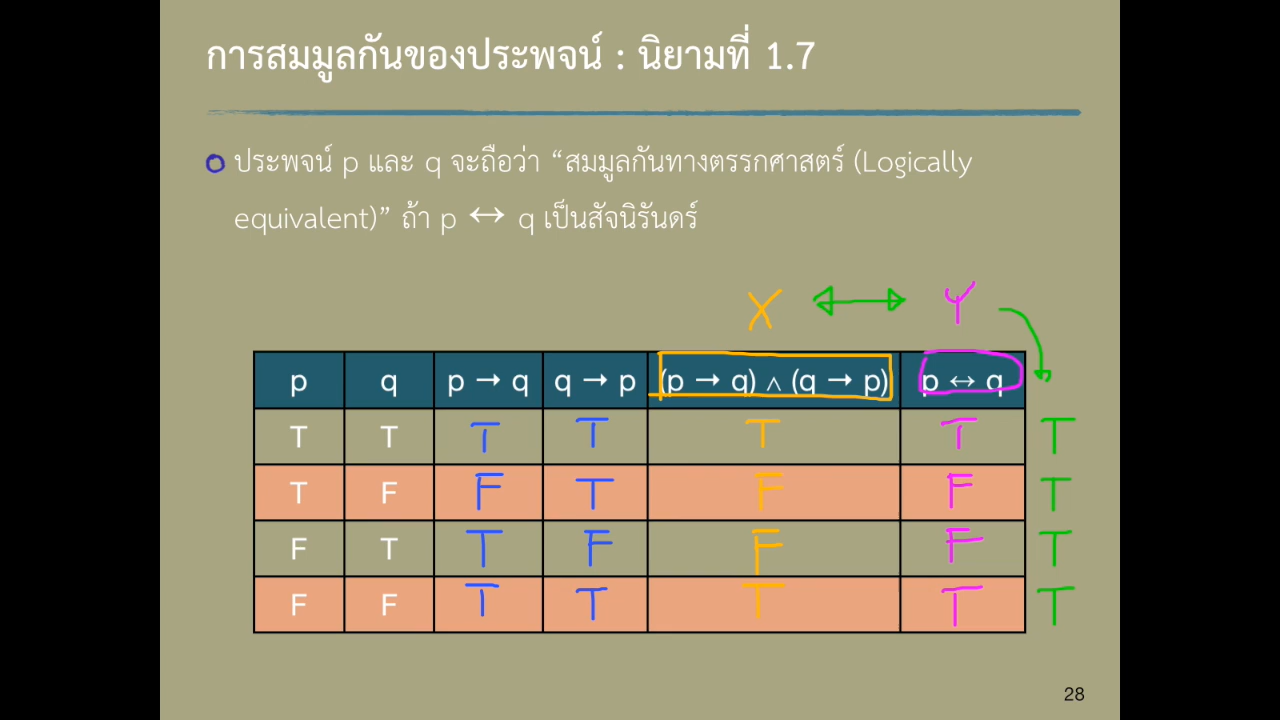 การสมมูลกันของประพจน์ : นิยามที่ 1.7
ประพจน์ p และ q จะถือว่า “สมมูลกันทางตรรกศาสตร์ (Logically
equivalent)” ถ้า p ↔ q เป็นสัจนิรันดร์
X ↔ Y
p q p → q q → p (p → q) ∧ (q → p) p ↔ q
T T T T T T T
T F F T F F T
F T T F F F T
F F T T T T T
28